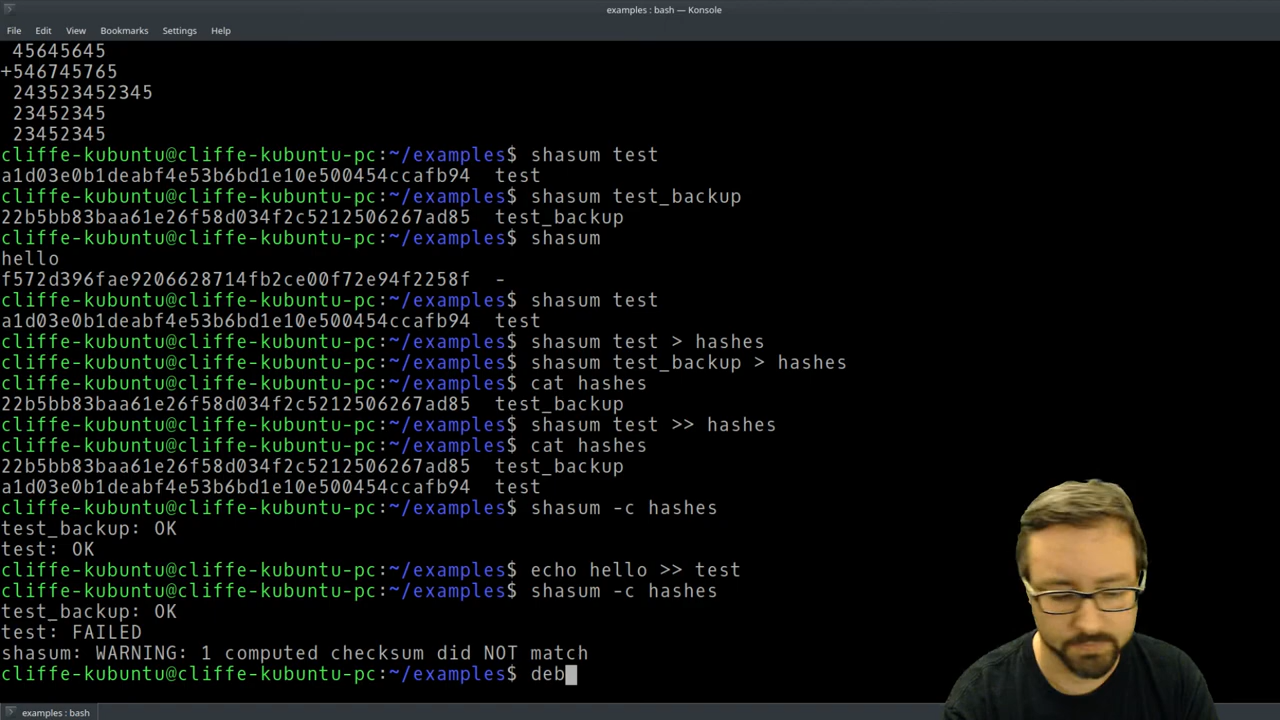 examples : bash — Konsole
File Edit View Bookmarks Settings Help
45645645
+546745765
243523452345
23452345
23452345
cliffe-kubuntu@cliffe-kubuntu-pc:~/examples$ shasum test
a1d03e0b1deabf4e53b6bd1e10e500454ccafb94  test
cliffe-kubuntu@cliffe-kubuntu-pc:~/examples$ shasum test_backup
22b5bb83baa61e26f58d034f2c5212506267ad85  test_backup
cliffe-kubuntu@cliffe-kubuntu-pc:~/examples$ shasum
hello
f572d396fae9206628714fb2ce00f72e94f2258f  -
cliffe-kubuntu@cliffe-kubuntu-pc:~/examples$ shasum test
a1d03e0b1deabf4e53b6bd1e10e500454ccafb94  test
cliffe-kubuntu@cliffe-kubuntu-pc:~/examples$ shasum test > hashes
cliffe-kubuntu@cliffe-kubuntu-pc:~/examples$ shasum test_backup > hashes
cliffe-kubuntu@cliffe-kubuntu-pc:~/examples$ cat hashes
22b5bb83baa61e26f58d034f2c5212506267ad85  test_backup
cliffe-kubuntu@cliffe-kubuntu-pc:~/examples$ shasum test >> hashes
cliffe-kubuntu@cliffe-kubuntu-pc:~/examples$ cat hashes
22b5bb83baa61e26f58d034f2c5212506267ad85  test_backup
a1d03e0b1deabf4e53b6bd1e10e500454ccafb94  test
cliffe-kubuntu@cliffe-kubuntu-pc:~/examples$ shasum -c hashes
test_backup: OK
test: OK
cliffe-kubuntu@cliffe-kubuntu-pc:~/examples$ echo hello >> test
cliffe-kubuntu@cliffe-kubuntu-pc:~/examples$ shasum -c hashes
test_backup: OK
test: FAILED
shasum: WARNING: 1 computed checksum did NOT match
cliffe-kubuntu@cliffe-kubuntu-pc:~/examples$ deb
examples : bash